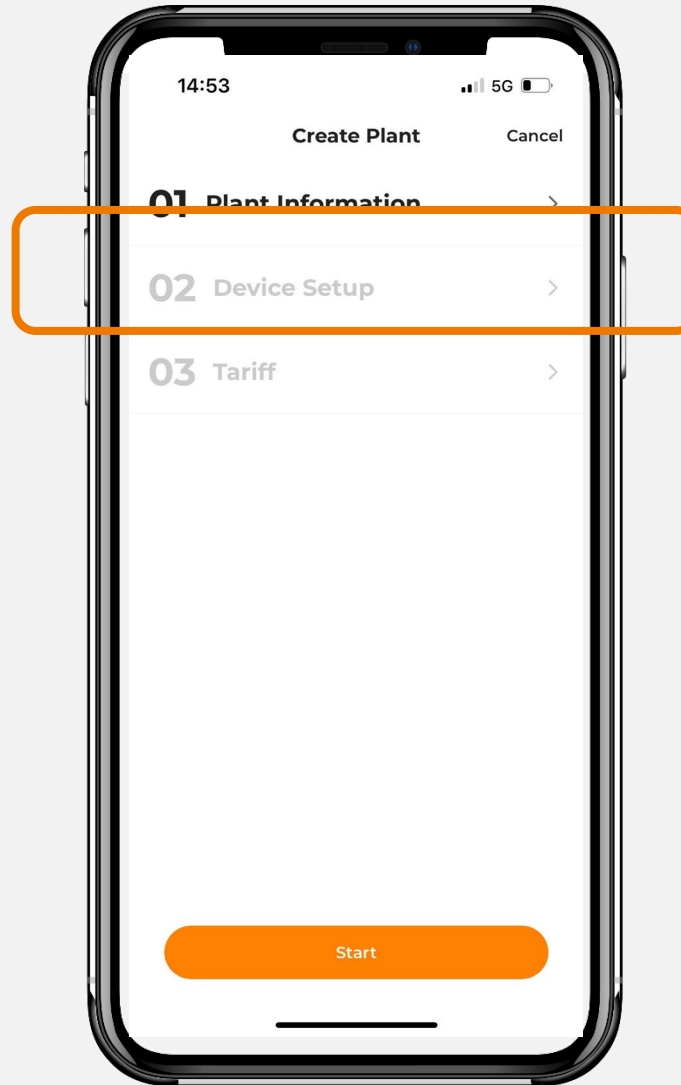 14:53 5G
Create Plant Cancel
01 Plant Information
02 Device Setup
03 Tariff
Start